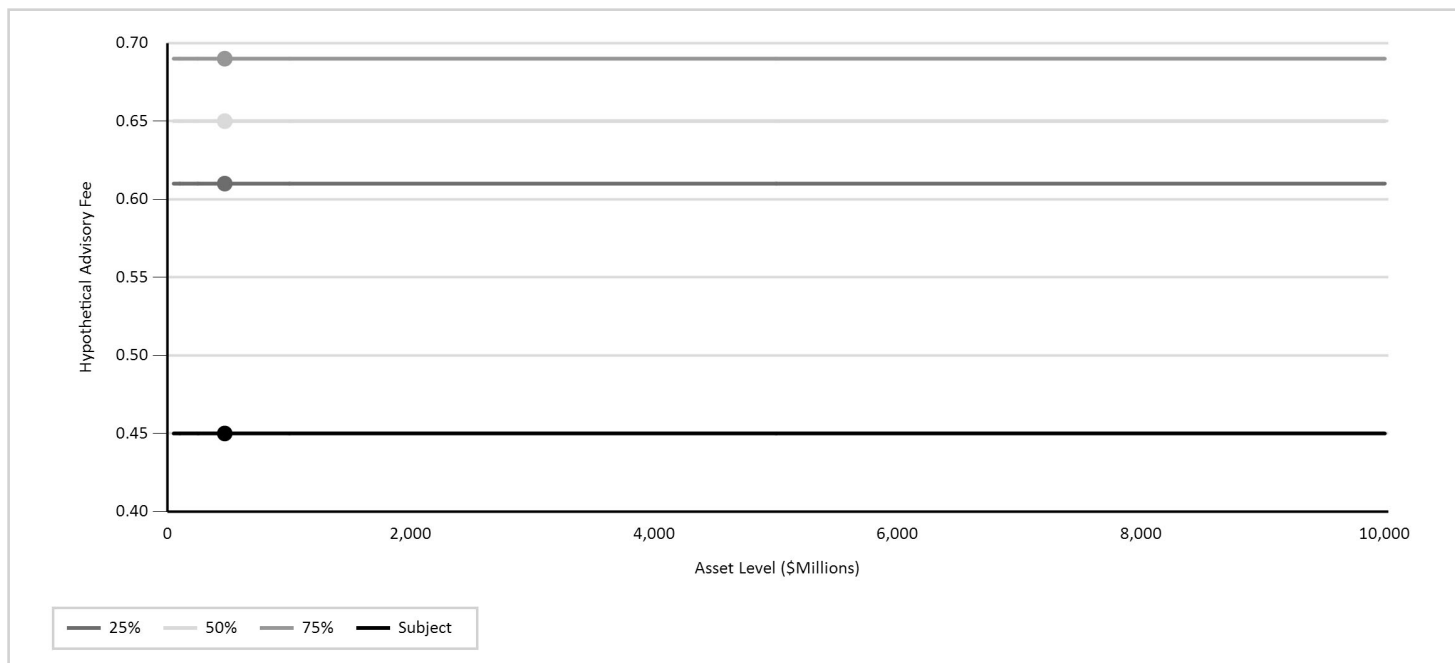 0.70
0.65
0.60
0.55
0.50
0.45
0.40
Hypothetical Advisory Fee
0 2,000 4,000 6,000 8,000 10,000
Asset Level ($Millions)
25% 50% 75% Subject